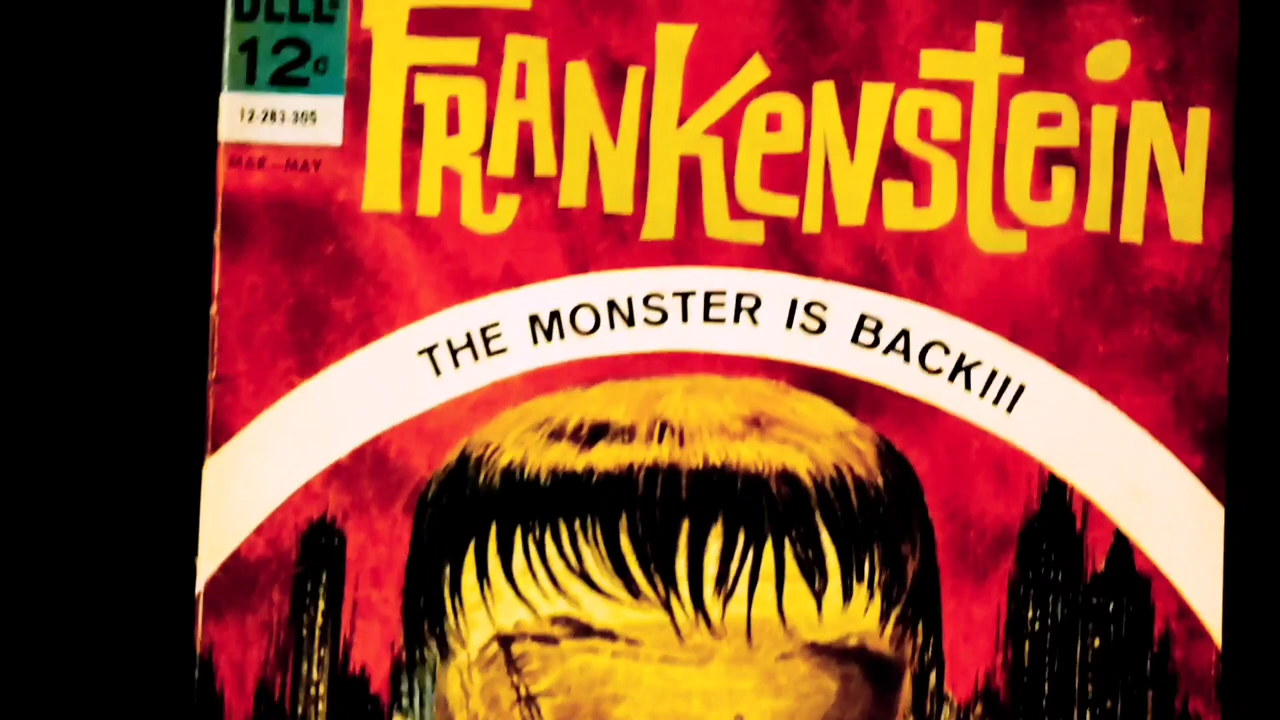 DELL
12¢
12-283-305
MAR-MAY
FRANKENSTEIN
THE MONSTER IS BACK!!!